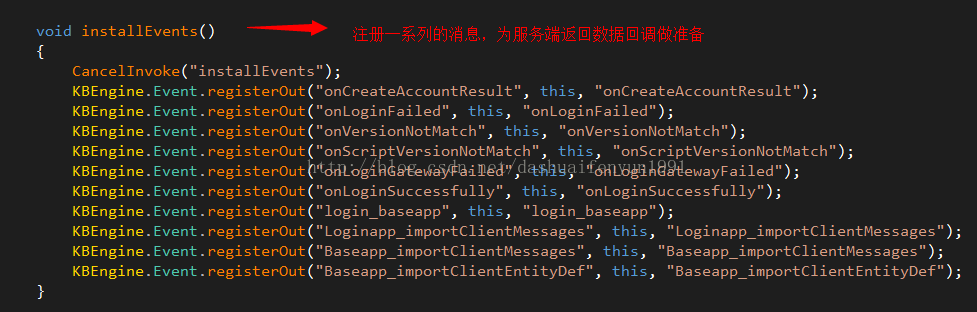 void installEvents()
注册一系列的消息，为服务端返回数据回调做准备
{
CancelInvoke("installEvents");
KBEngine.Event.registerOut("onCreateAccountResult", this, "onCreateAccountResult");
KBEngine.Event.registerOut("onLoginFailed", this, "onLoginFailed");
KBEngine.Event.registerOut("onVersionNotMatch", this, "onVersionNotMatch");
KBEngine.Event.registerOut("onScriptVersionNotMatch", this, "onScriptVersionNotMatch");
http://blog.csdn.net/dashuaifenyun1991
KBEngine.Event.registerOut("onLoginGatewayFailed", this, "onLoginGatewayFailed");
KBEngine.Event.registerOut("onLoginSuccessfully", this, "onLoginSuccessfully");
KBEngine.Event.registerOut("login_baseapp", this, "login_baseapp");
KBEngine.Event.registerOut("Loginapp_importClientMessages", this, "Loginapp_importClientMessages");
KBEngine.Event.registerOut("Baseapp_importClientMessages", this, "Baseapp_importClientMessages");
KBEngine.Event.registerOut("Baseapp_importClientEntityDef", this, "Baseapp_importClientEntityDef");
}